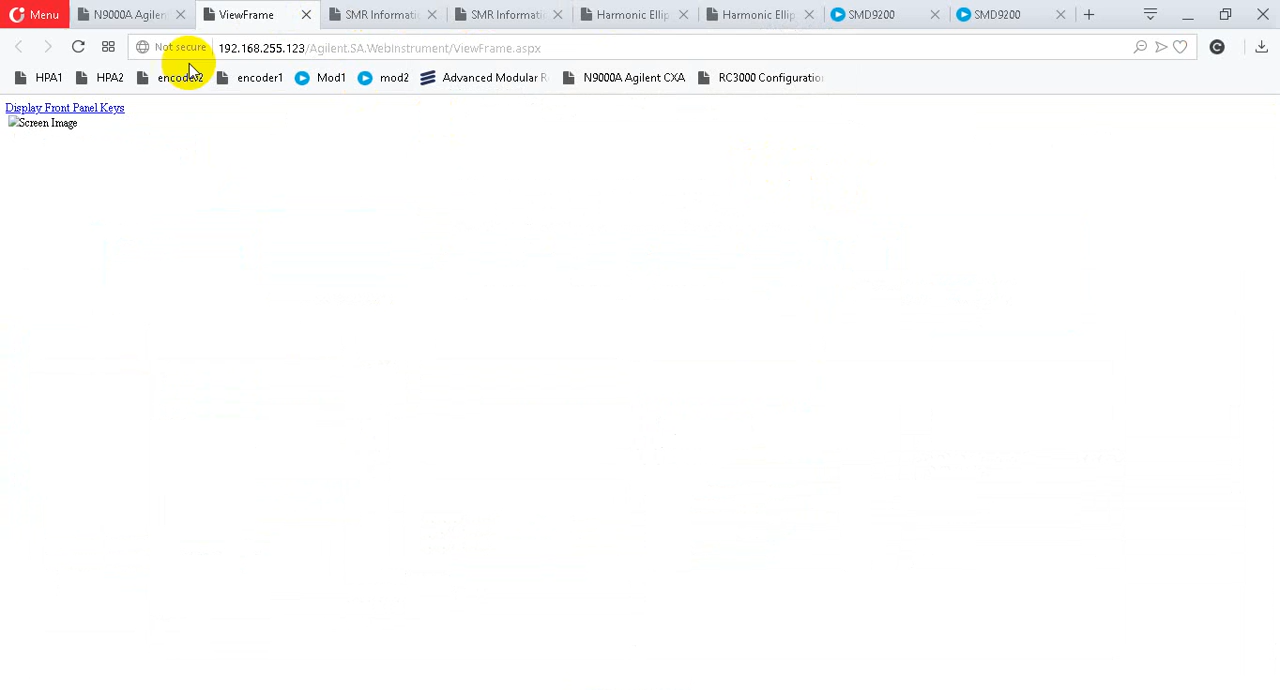 Menu N9000A Agilen ViewFrame SMR Informati SMR Informati Harmonic Ellip Harmonic Ellip SMD9200 SMD9200
Not secure 192.168.255.123/Agilent.SA.WebInstrument/ViewFrame.aspx
HPA1 HPA2 encoder2 encoder1 Mod1 mod2 Advanced Modular R N9000A Agilent CXA RC3000 Configuration
Display Front Panel Keys
Screen Image